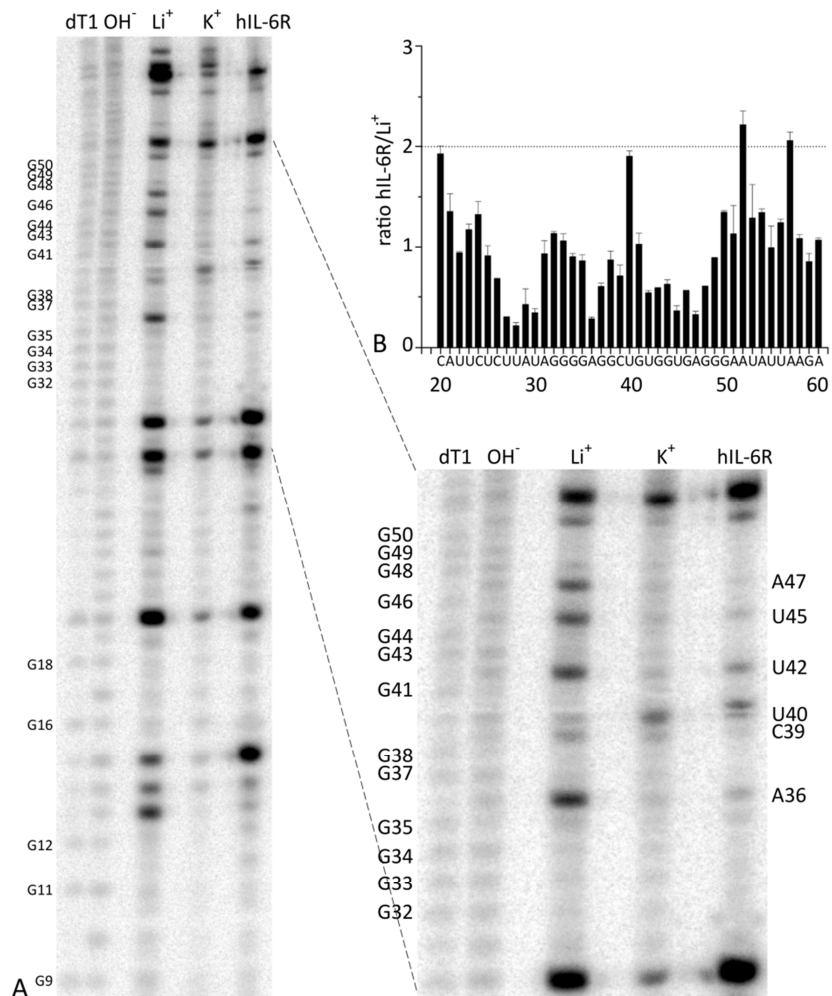 dT1 OH⁻ Li⁺ K⁺ hIL-6R
G50
G49
G48
G46
G44
G43
G41
G38
G37
G35
G34
G33
G32
G18
G16
G12
G11
G9
A
3
2
1
0
ratio hIL-6R/Li⁺
B
CAUUCUCUUAUAGGGGAGGCUGUGGUGAGGGAAUAUUAAGA
20 30 40 50 60
dT1 OH⁻ Li⁺ K⁺ hIL-6R
G50
G49
G48
G46
G44
G43
G41
G38
G37
G35
G34
G33
G32
A47
U45
U42
U40
C39
A36